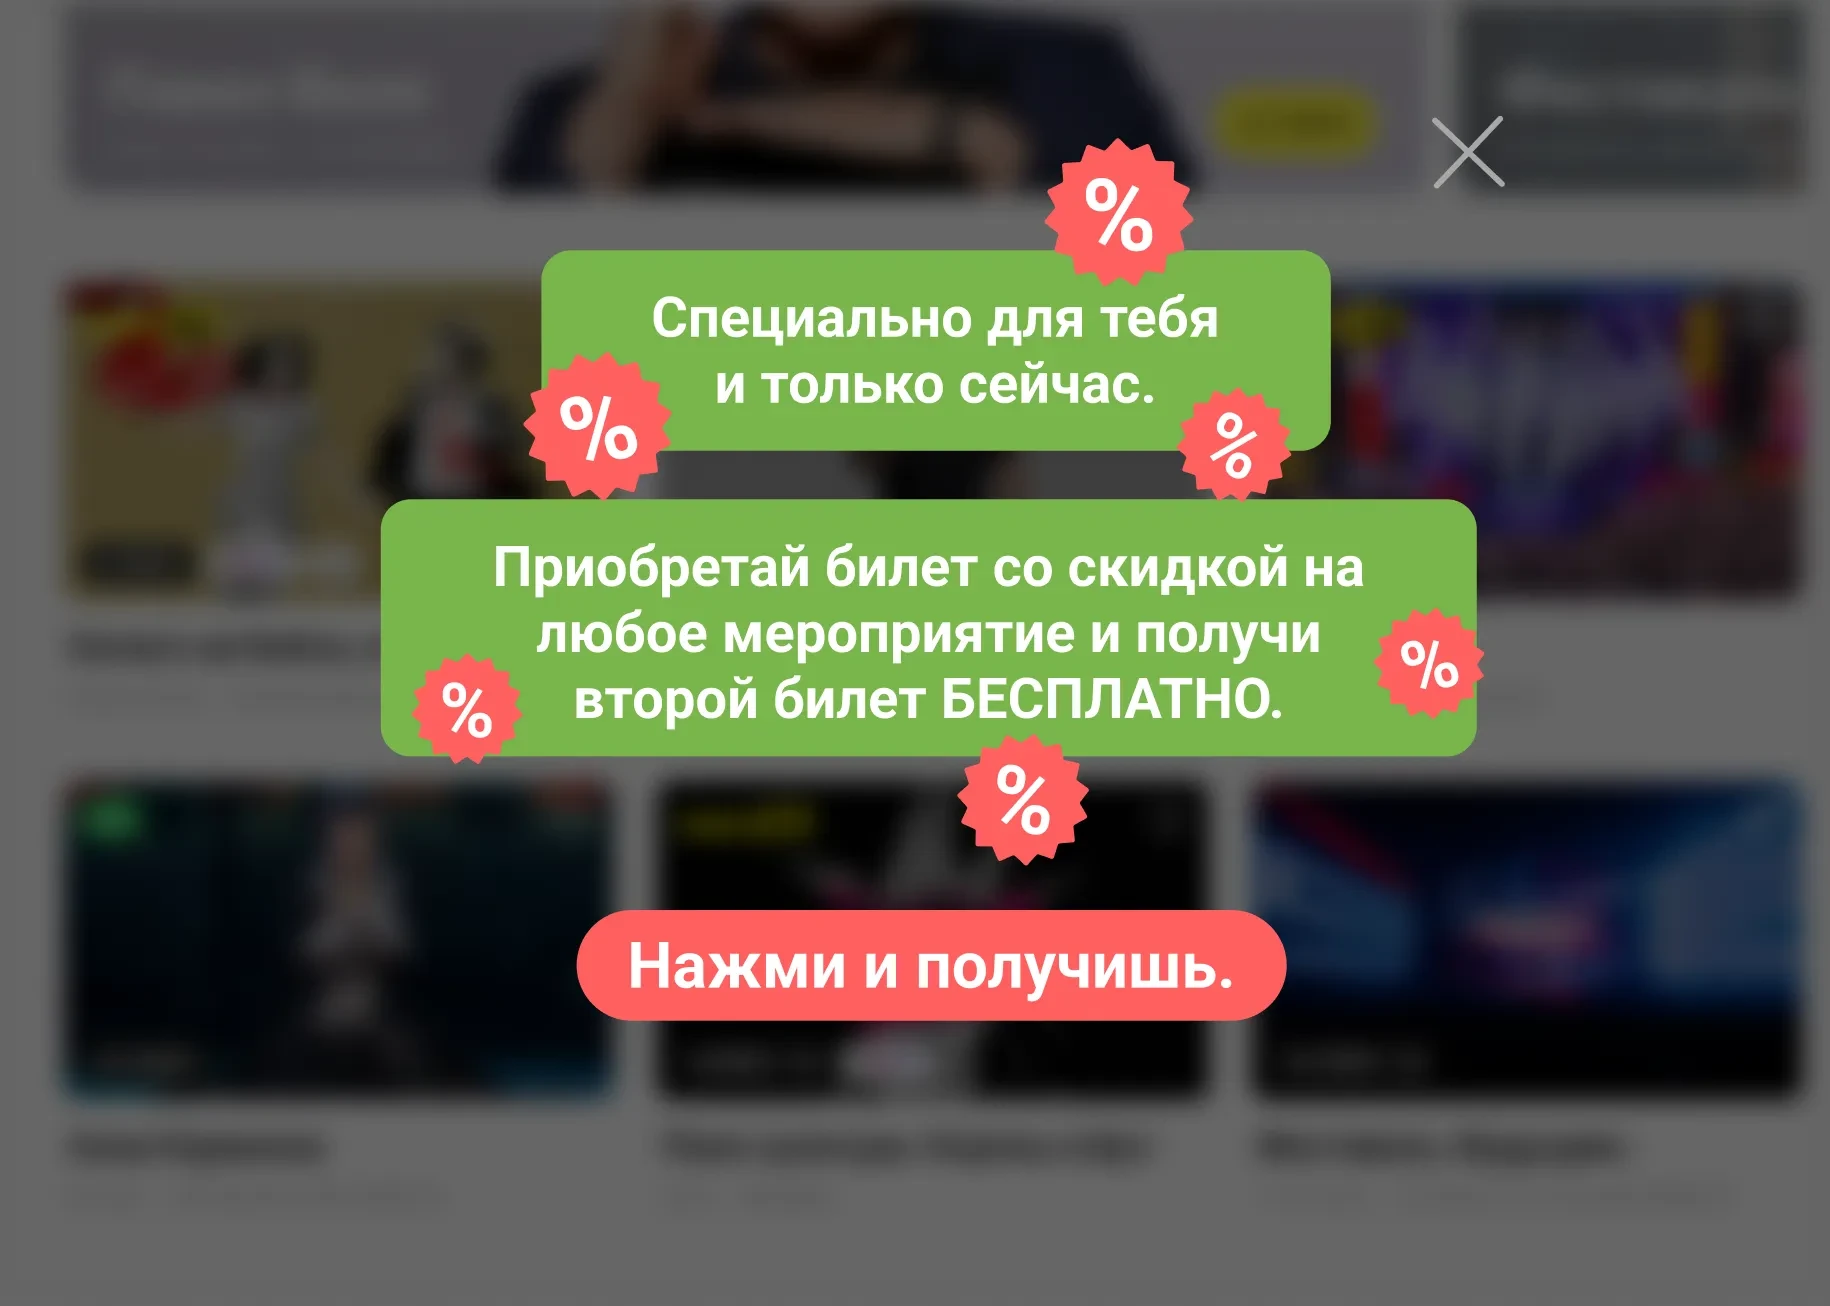 %
Специально для тебя
и только сейчас.
%
%
Приобретай билет со скидкой на
любое мероприятие и получи
второй билет БЕСПЛАТНО.
%
%
%
Нажми и получишь.